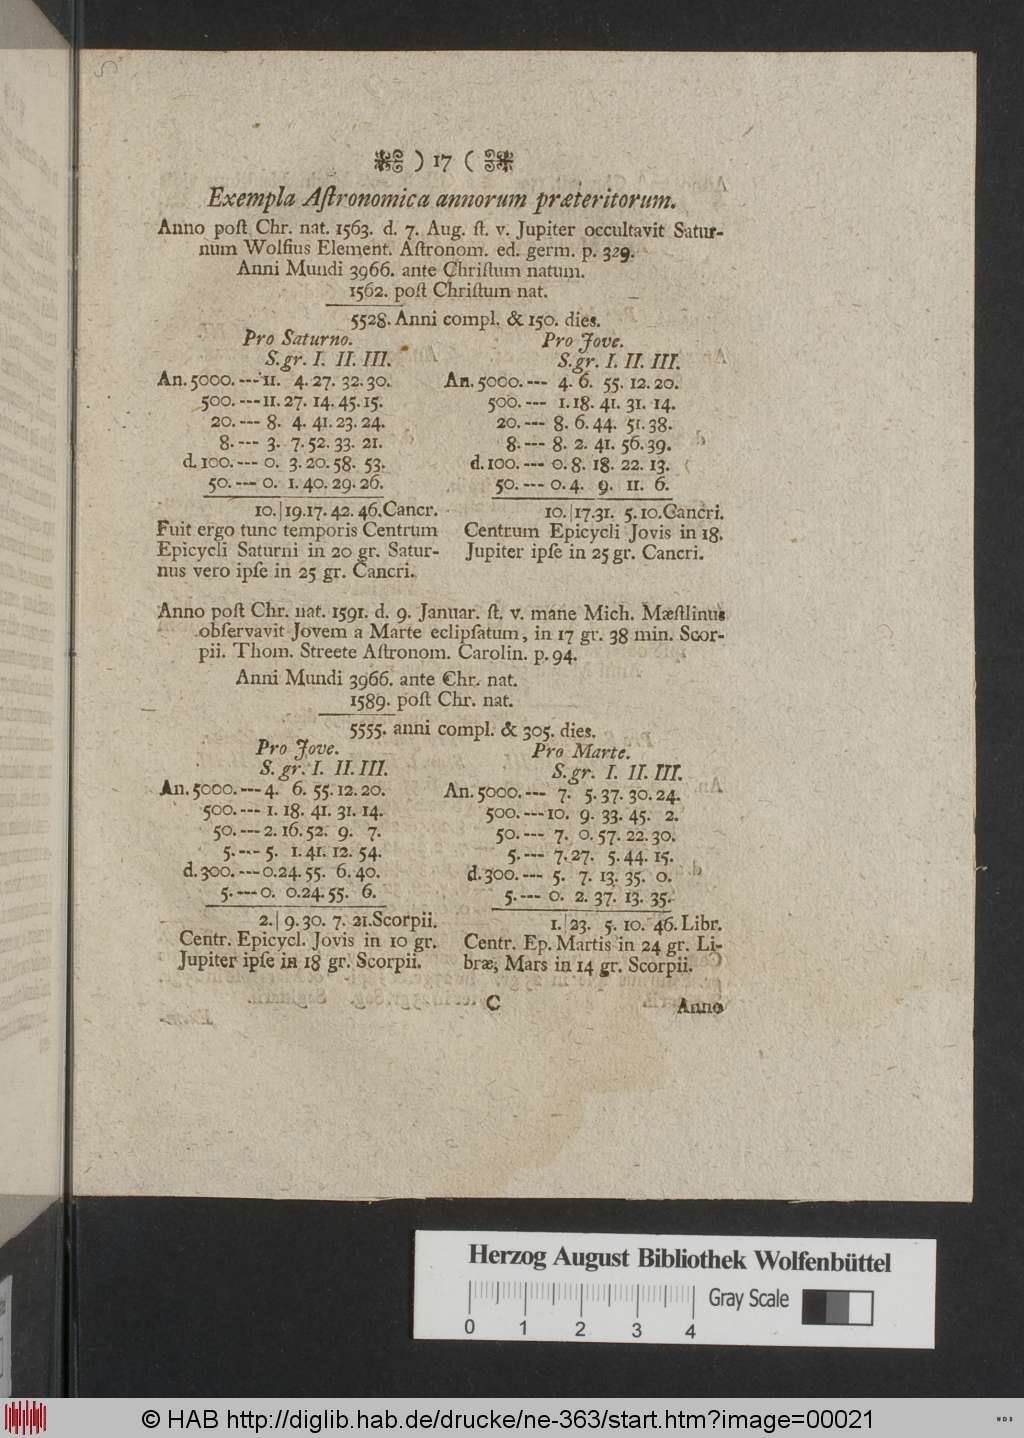 ) 17 (
Exempla Aſtronomica annorum præteritorum.
Anno poſt Chr. nat. 1563. d. 7. Aug. ſt. v. Jupiter occultavit Satur-
num Wolfius Element. Aſtronom. ed. germ. p. 329.
Anni Mundi 3966. ante Chriſtum natum.
1562. poſt Chriſtum nat.
5528. Anni compl. & 150. dies.
Pro Saturno.
S. gr. I. II. III.
An. 5000. --- 11. 4. 27. 32. 30.
500. --- 11. 27. 14. 45. 15.
20. --- 8. 4. 41. 23. 24.
8. --- 3. 7. 52. 33. 21.
d. 100. --- 0. 3. 20. 58. 53.
50. --- 0. 1. 40. 29. 26.
10. | 19. 17. 42. 46. Cancr.
Fuit ergo tunc temporis Centrum
Epicycli Saturni in 20 gr. Satur-
nus vero ipſe in 25 gr. Cancri.
Pro Jove.
S. gr. I. II. III.
An. 5000. --- 4. 6. 55. 12. 20.
500. --- 1. 18. 41. 31. 14.
20. --- 8. 6. 44. 51. 38.
8. --- 8. 2. 41. 56. 39.
d. 100. --- 0. 8. 18. 22. 13.
50. --- 0. 4. 9. 11. 6.
10. | 17. 31. 5. 10. Cancri.
Centrum Epicycli Jovis in 18.
Jupiter ipſe in 25 gr. Cancri.
Anno poſt Chr. nat. 1591. d. 9. Januar. ſt. v. mane Mich. Mæſtlinus
obſervavit Jovem a Marte eclipſatum, in 17 gr. 38 min. Scor-
pii. Thom. Streete Aſtronom. Carolin. p. 94.
Anni Mundi 3966. ante Chr. nat.
1589. poſt Chr. nat.
5555. anni compl. & 305. dies.
Pro Jove.
S. gr. I. II. III.
An. 5000. --- 4. 6. 55. 12. 20.
500. --- 1. 18. 41. 31. 14.
50. --- 2. 16. 52. 9. 7.
5. --- 5. 1. 41. 12. 54.
d. 300. --- 0. 24. 55. 6. 40.
5. --- 0. 0. 24. 55. 6.
2. | 9. 30. 7. 21. Scorpii.
Centr. Epicycl. Jovis in 10 gr.
Jupiter ipſe in 18 gr. Scorpii.
Pro Marte.
S. gr. I. II. III.
An. 5000. --- 7. 5. 37. 30. 24.
500. --- 10. 9. 33. 45. 2.
50. --- 7. 0. 57. 22. 30.
5. --- 7. 27. 5. 44. 15.
d. 300. --- 5. 7. 13. 35. 0.
5. --- 0. 2. 37. 13. 35.
1. | 23. 5. 10. 46. Libr.
Centr. Ep. Martis in 24 gr. Li-
bræ, Mars in 14 gr. Scorpii.
C
Anno
Herzog August Bibliothek Wolfenbüttel
Gray Scale
0 1 2 3 4
© HAB http://diglib.hab.de/drucke/ne-363/start.htm?image=00021